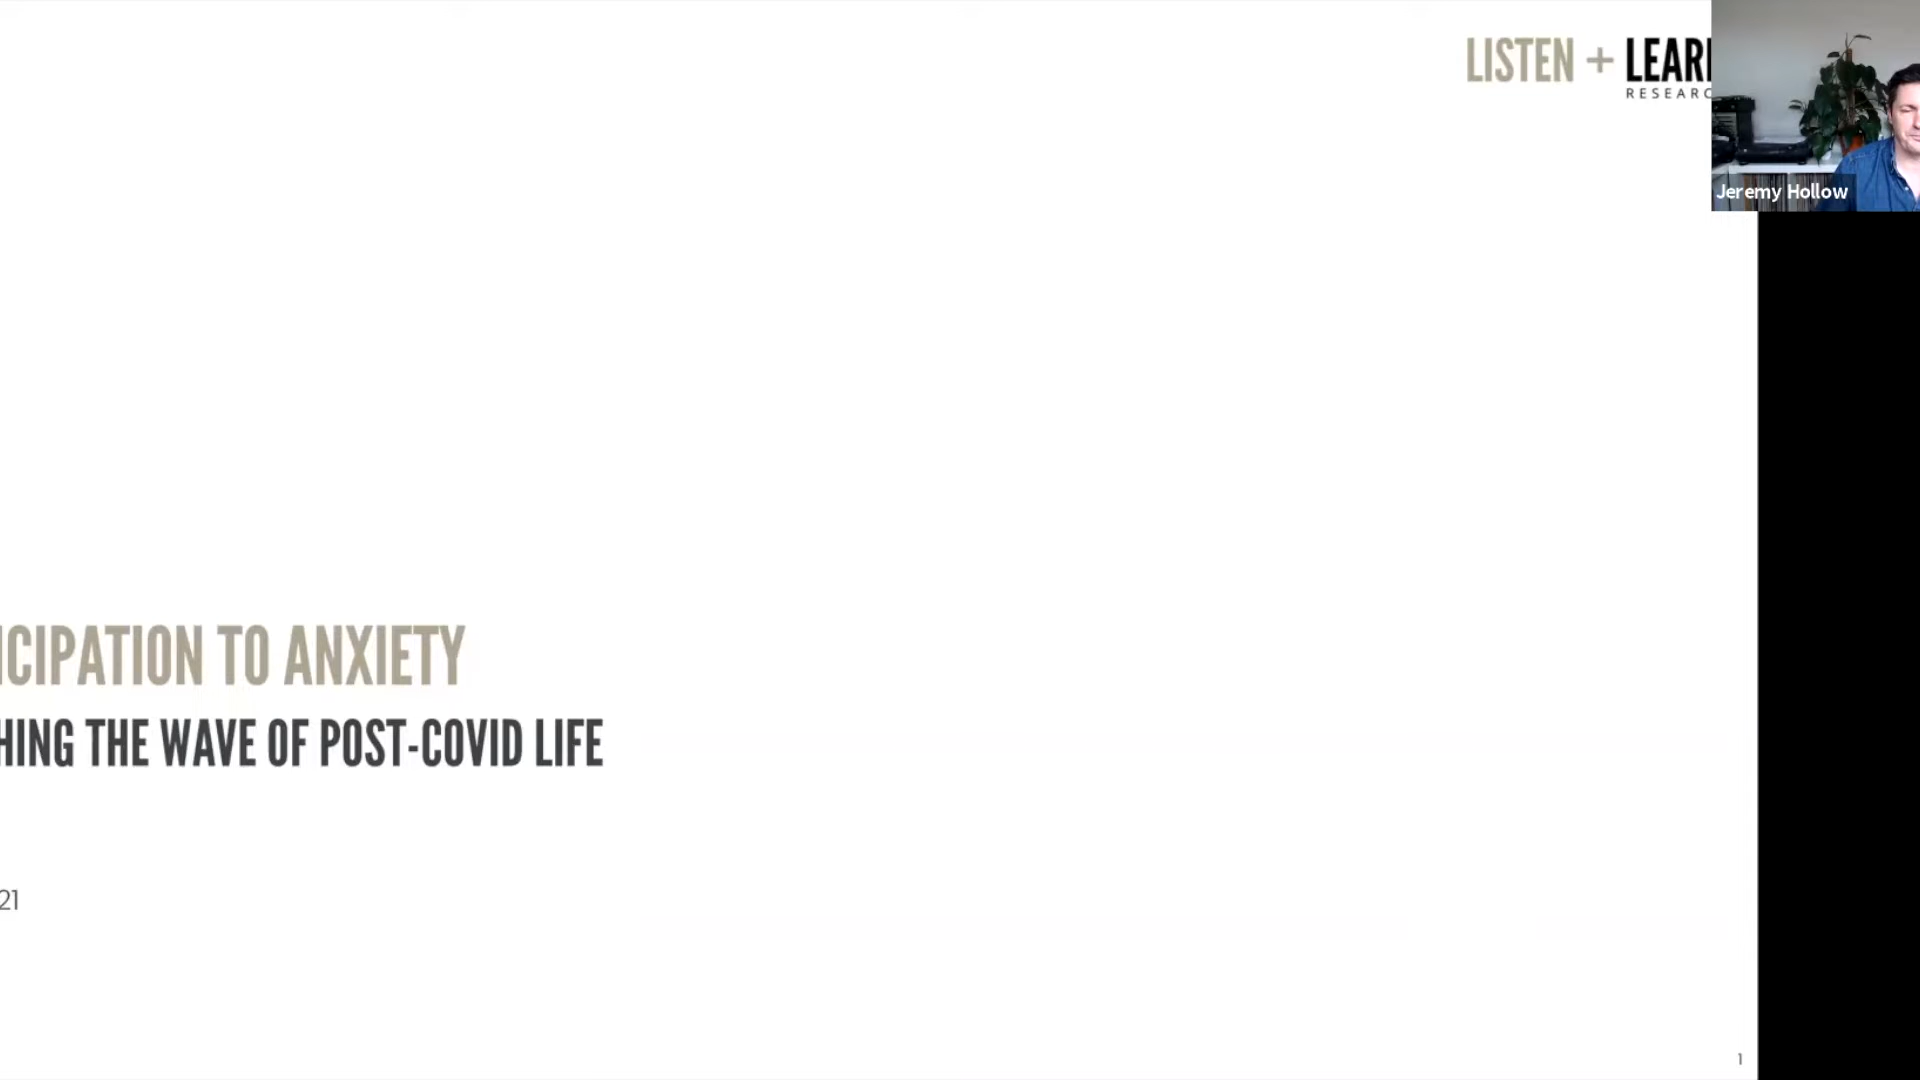 LISTEN + LEAR
RESEARC
Jeremy Hollow
ICIPATION TO ANXIETY
HING THE WAVE OF POST-COVID LIFE
21
1